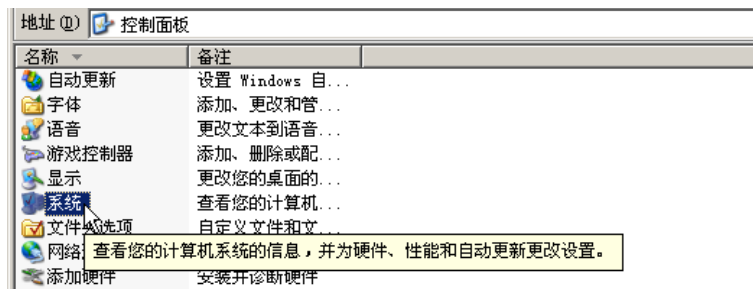 地址(D) 控制面板
名称 备注
自动更新 设置 Windows 自...
字体 添加、更改和管...
语音 更改文本到语音...
游戏控制器 添加、删除或配...
显示 更改您的桌面的...
系统 查看您的计算机...
文件 选项 自定义文件和文...
网络
查看您的计算机系统的信息，并为硬件、性能和自动更新更改设置。
添加硬件 安装并诊断硬件